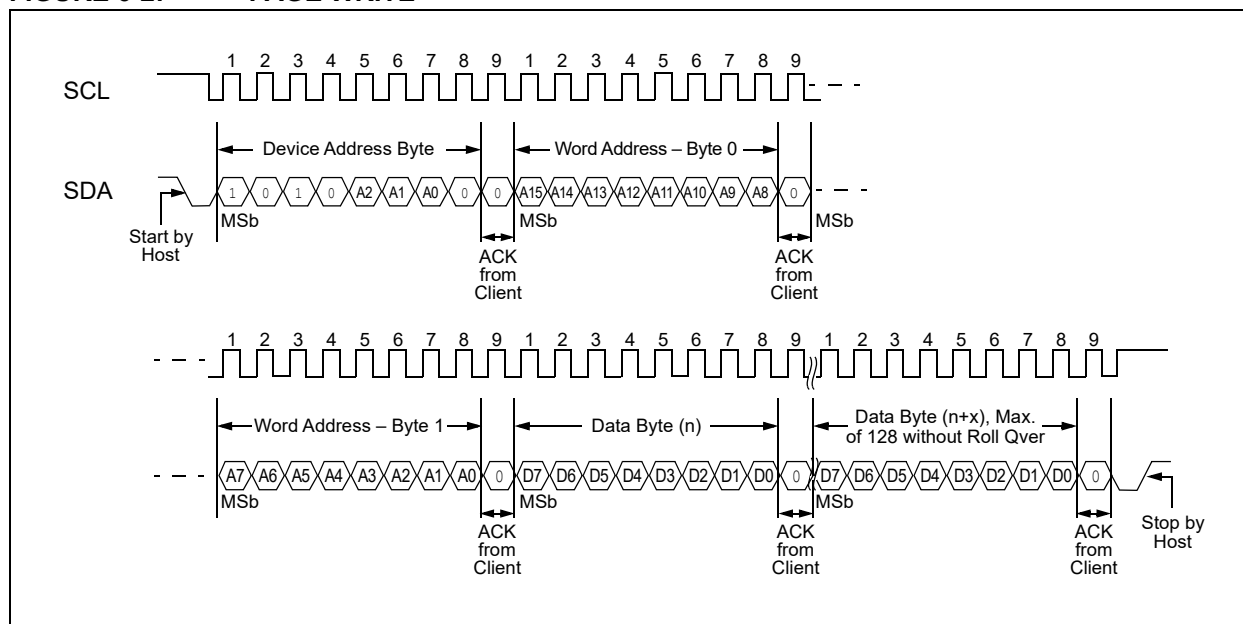 1 2 3 4 5 6 7 8 9 1 2 3 4 5 6 7 8 9
SCL
Device Address Byte
Word Address – Byte 0
SDA
1 0 1 0 A2 A1 A0 0 0 A15 A14 A13 A12 A11 A10 A9 A8 0
MSb
MSb
MSb
Start by
Host
ACK
from
Client
ACK
from
Client
1 2 3 4 5 6 7 8 9 1 2 3 4 5 6 7 8 9 1 2 3 4 5 6 7 8 9
Word Address – Byte 1
Data Byte (n)
Data Byte (n+x), Max.
of 128 without Roll Qver
A7 A6 A5 A4 A3 A2 A1 A0 0 D7 D6 D5 D4 D3 D2 D1 D0 0 D7 D6 D5 D4 D3 D2 D1 D0 0
MSb
MSb
MSb
ACK
from
Client
ACK
from
Client
ACK
from
Client
Stop by
Host